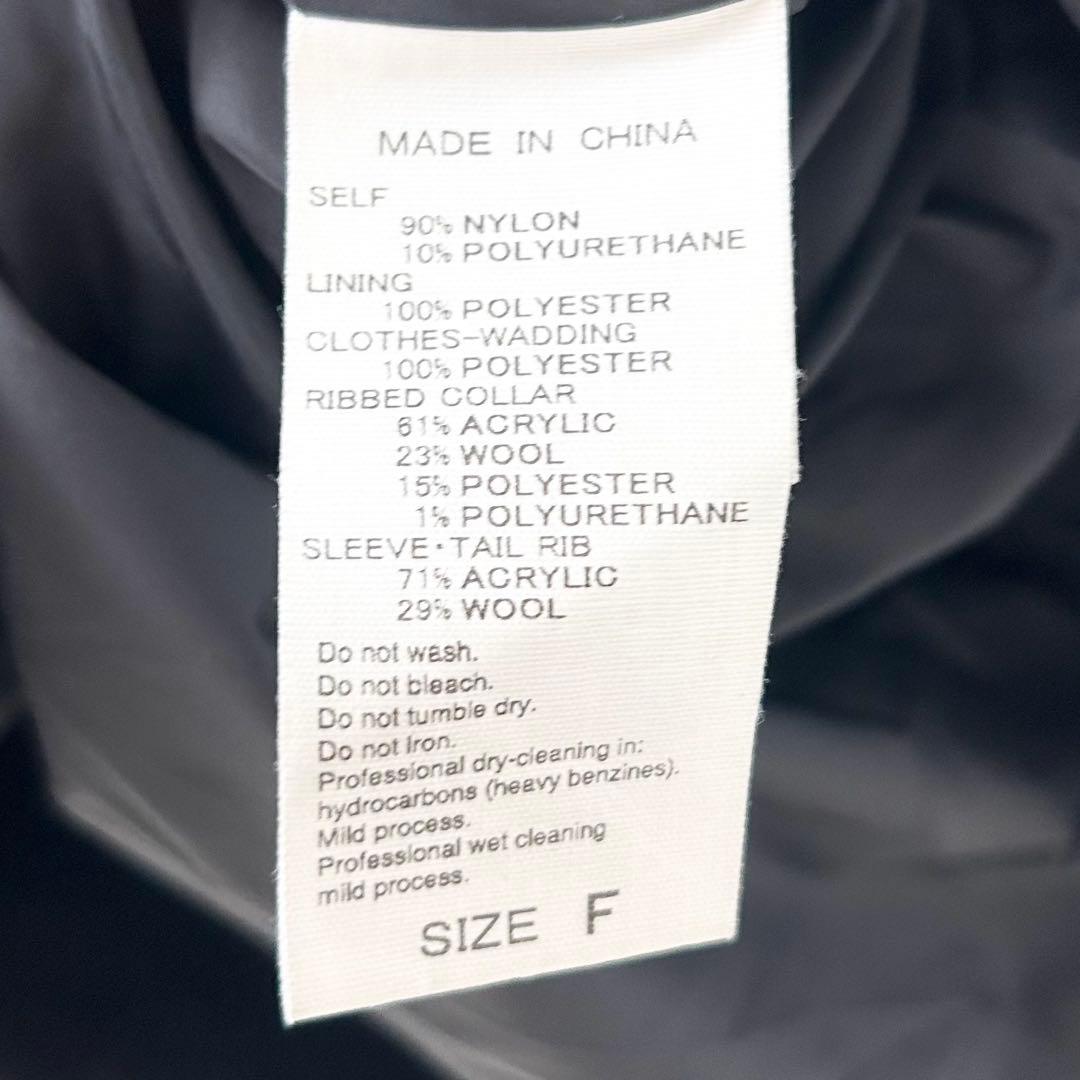 MADE IN CHINA
SELF
90% NYLON
10% POLYURETHANE
LINING
100% POLYESTER
CLOTHES-WADDING
100% POLYESTER
RIBBED COLLAR
61% ACRYLIC
23% WOOL
15% POLYESTER
1% POLYURETHANE
SLEEVE・TAIL RIB
71% ACRYLIC
29% WOOL
Do not wash.
Do not bleach.
Do not tumble dry.
Do not Iron.
Professional dry-cleaning in:
hydrocarbons (heavy benzines).
Mild process.
Professional wet cleaning
mild process.
SIZE F